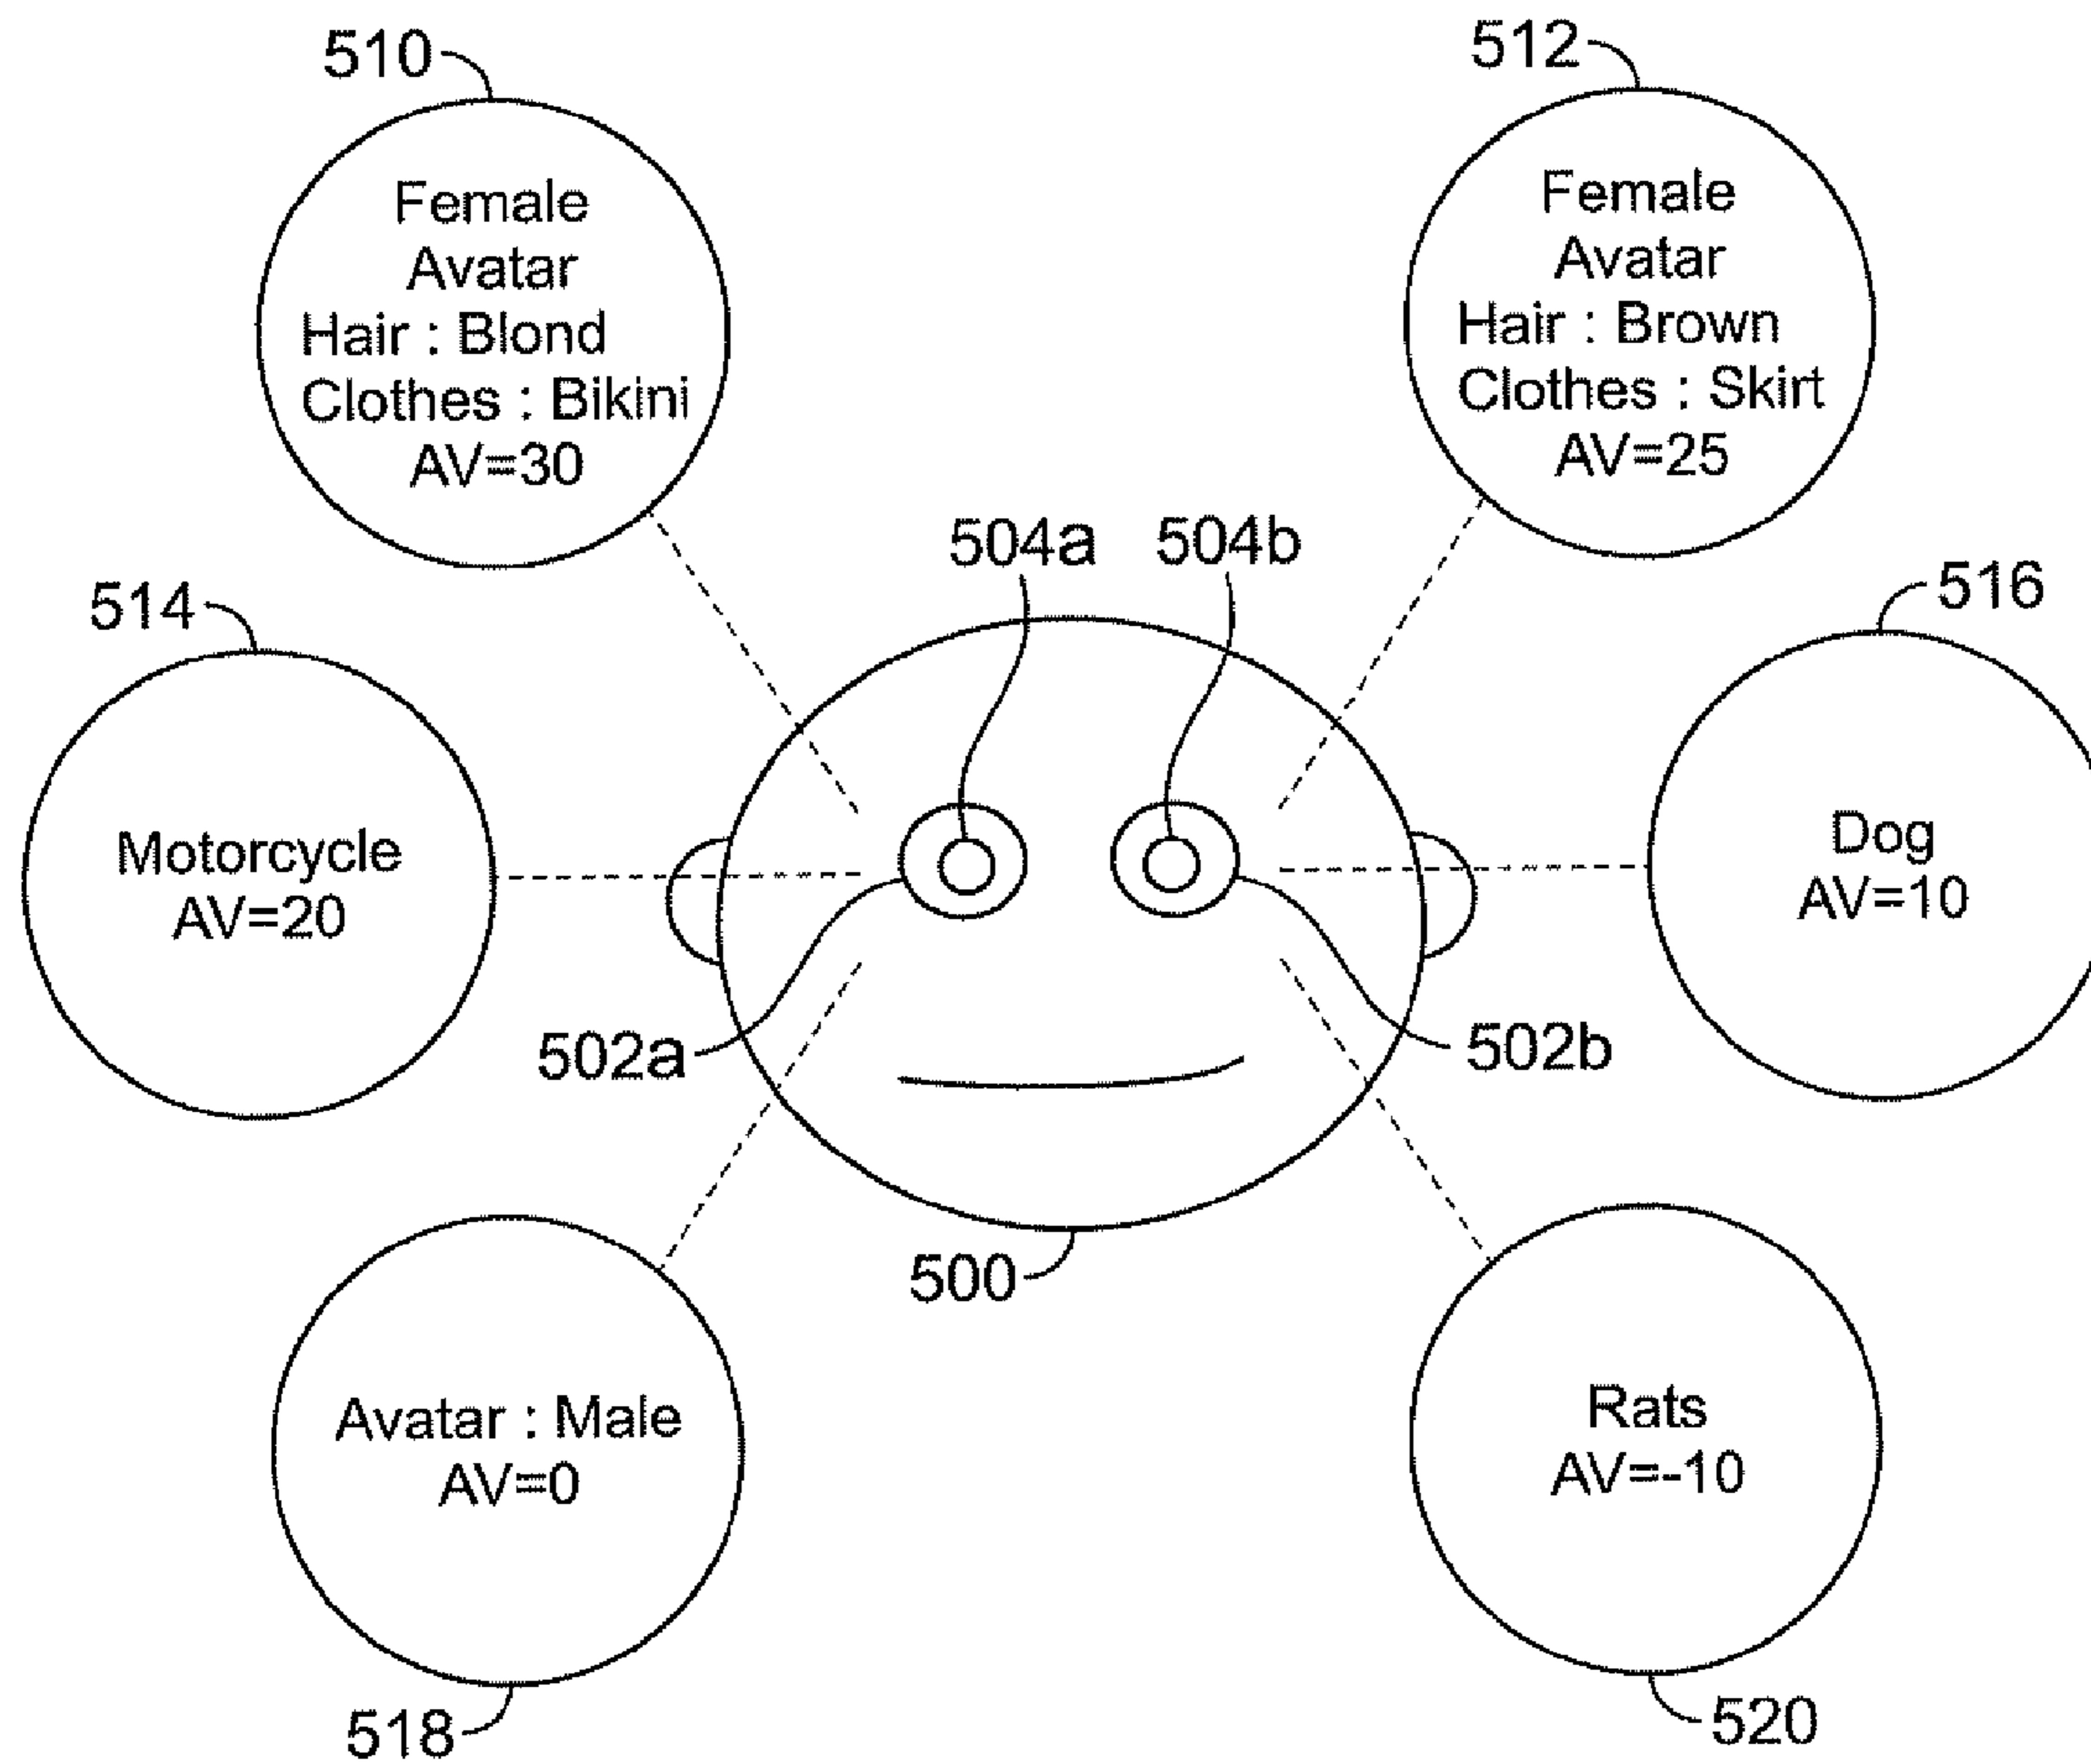 510
512
Female
Avatar
Hair : Blond
Clothes : Bikini
AV=30
Female
Avatar
Hair : Brown
Clothes : Skirt
AV=25
504a
504b
514
516
Motorcycle
AV=20
Dog
AV=10
502a
502b
500
Avatar : Male
AV=0
Rats
AV=-10
518
520